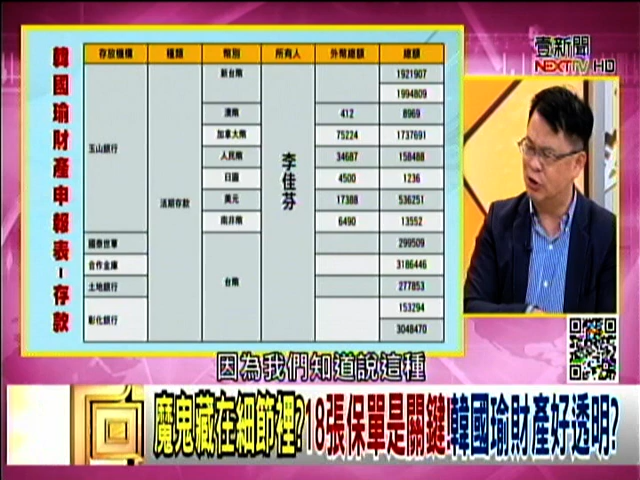 韓國瑜財產申報表-存款
存放機構 種類 幣別 所有人 外幣總額 總額
玉山銀行 活期存款 新台幣 李佳芬 1921907
1994809
澳幣 412 8969
加拿大幣 75224 1737691
人民幣 34687 158488
日圓 4500 1236
美元 17388 536251
南非幣 6490 13552
國泰世華 台幣 299509
合作金庫 3186446
土地銀行 277853
彰化銀行 153294
3048470
壹新聞
NEXTTV HD
因為我們知道說這種
魔鬼藏在細節裡?18張保單是關鍵!韓國瑜財產好透明?